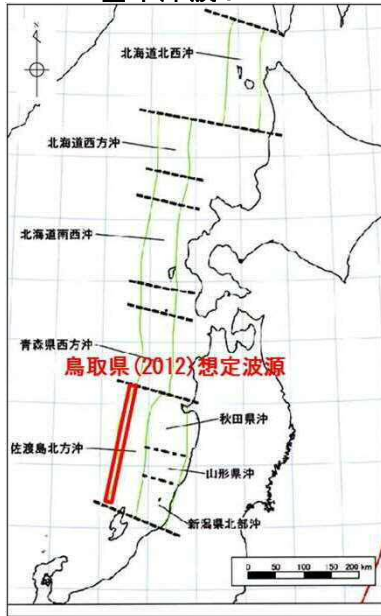 北海道北西沖
北海道西方沖
北海道南西沖
青森県西方沖
鳥取県(2012)想定波源
秋田県沖
佐渡島北方沖
山形県沖
新潟県北部沖
0 50 100 150 200 km